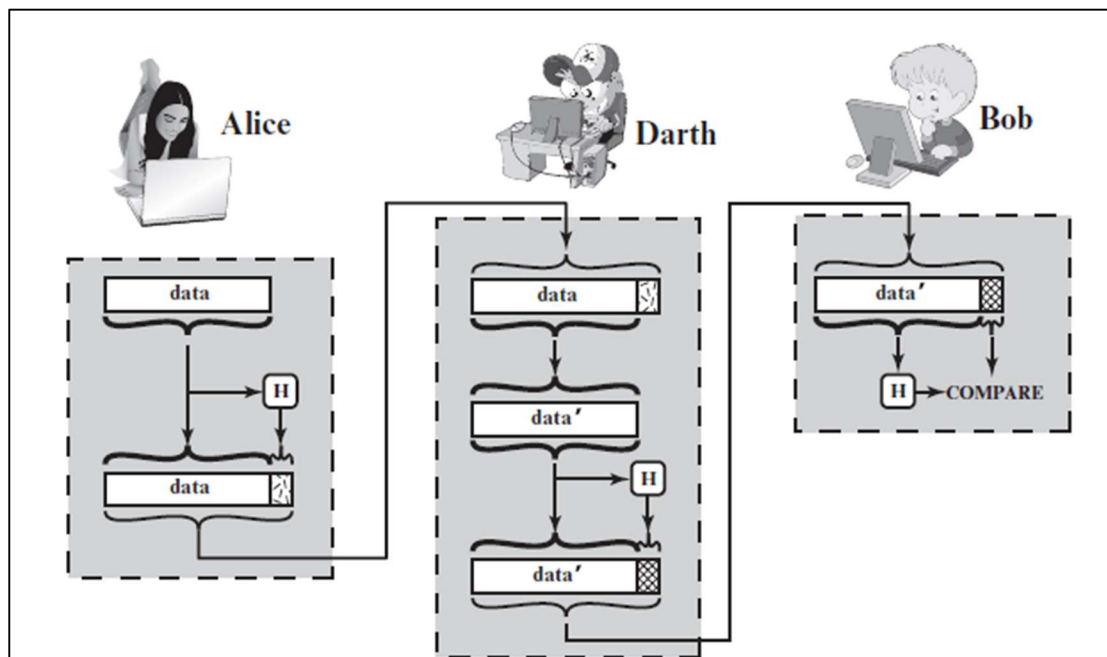 Alice
Darth
Bob
data
H
data
data
data′
H
data′
data′
H
COMPARE